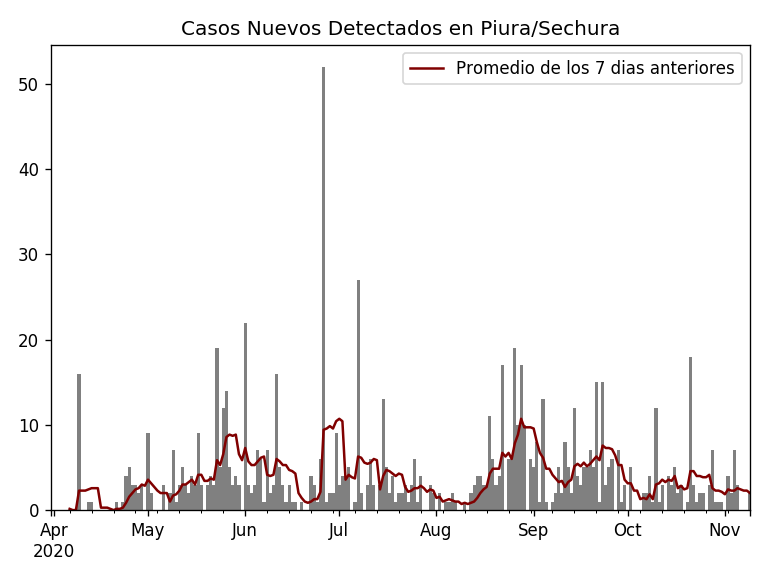 Casos Nuevos Detectados en Piura/Sechura
Promedio de los 7 dias anteriores
50
40
30
20
10
0
Apr May Jun Jul Aug Sep Oct Nov
2020